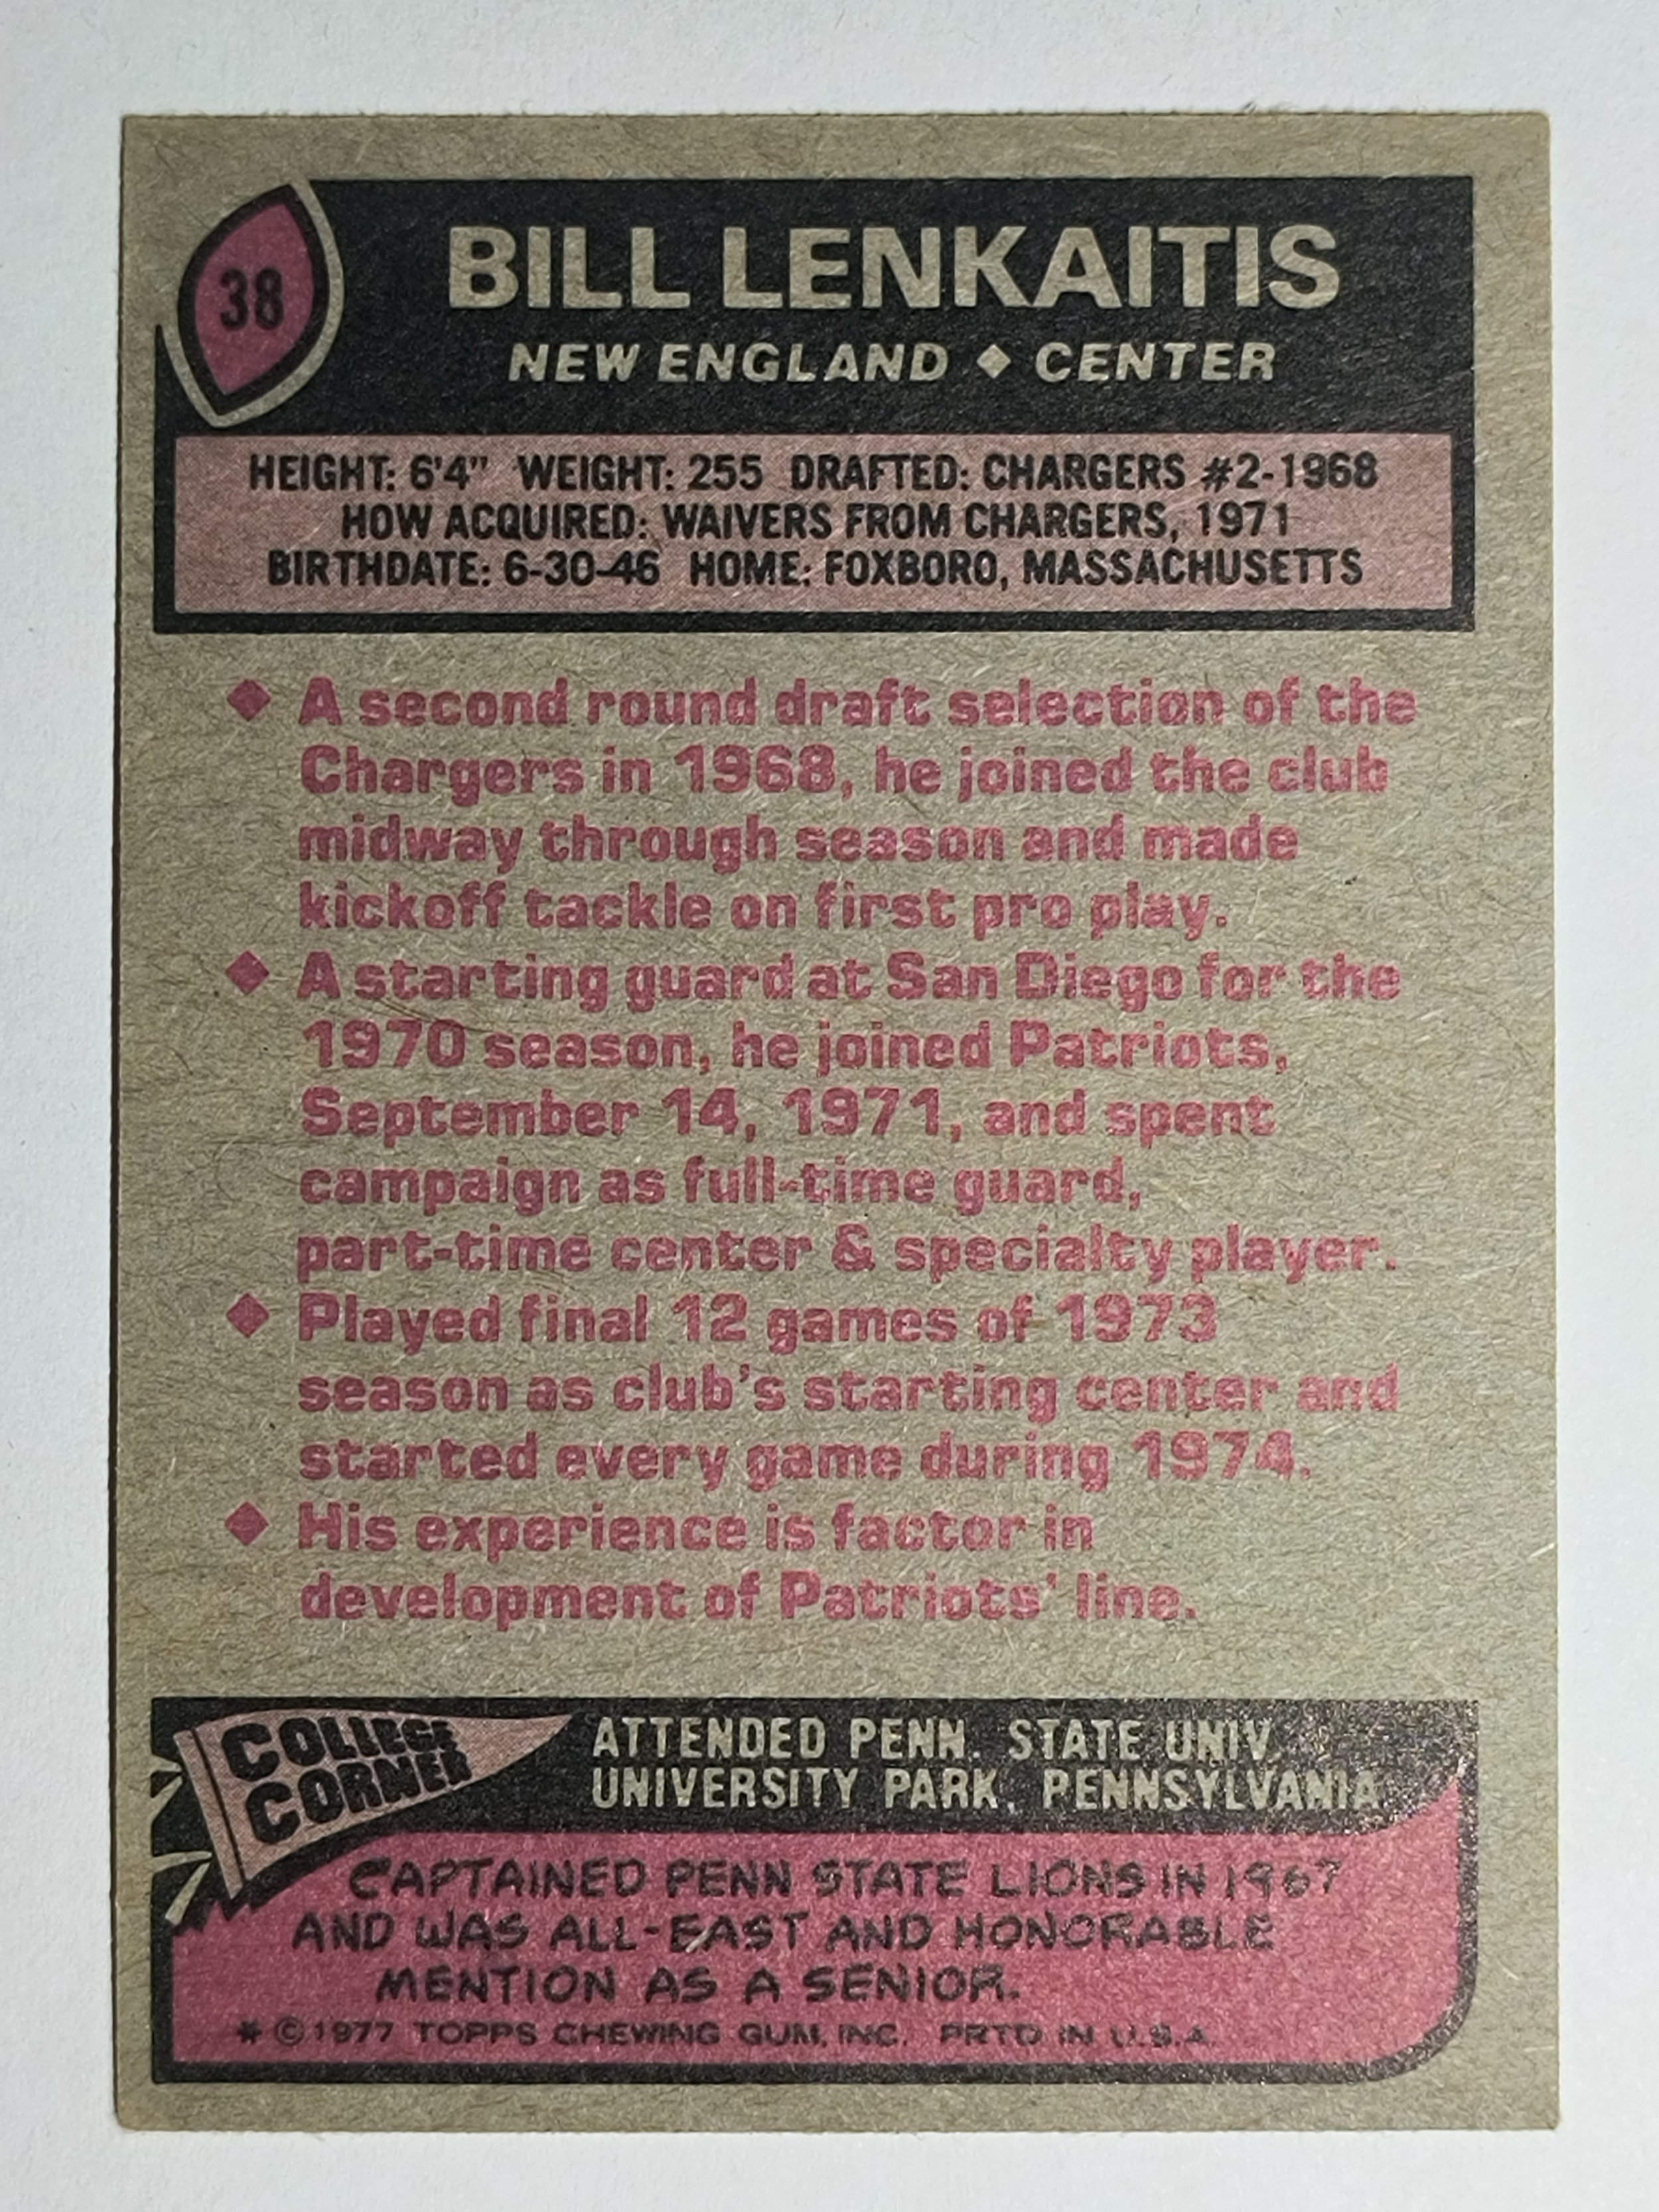 38
BILL LENKAITIS
NEW ENGLAND ◆ CENTER
HEIGHT: 6'4" WEIGHT: 255 DRAFTED: CHARGERS #2-1968
HOW ACQUIRED: WAIVERS FROM CHARGERS, 1971
BIRTHDATE: 6-30-46 HOME: FOXBORO, MASSACHUSETTS
◆ A second round draft selection of the
Chargers in 1968, he joined the club
midway through season and made
kickoff tackle on first pro play.
◆ A starting guard at San Diego for the
1970 season, he joined Patriots,
September 14, 1971, and spent
campaign as full-time guard,
part-time center & specialty player.
◆ Played final 12 games of 1973
season as club's starting center and
started every game during 1974.
◆ His experience is factor in
development of Patriots' line.
COLLEGE
CORNER
ATTENDED PENN. STATE UNIV
UNIVERSITY PARK, PENNSYLVANIA
CAPTAINED PENN STATE LIONS IN 1967
AND WAS ALL-EAST AND HONORABLE
MENTION AS A SENIOR.
* © 1977 TOPPS CHEWING GUM, INC. PRTD IN U.S.A.